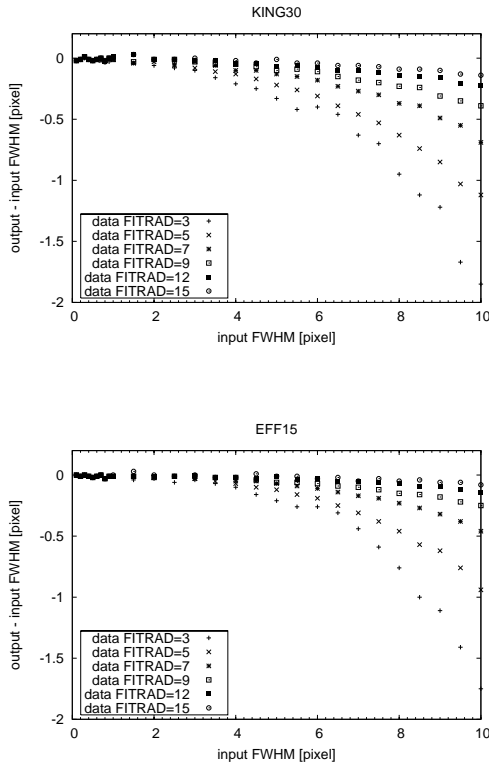 KING30
0
-0.5
-1
-1.5
-2
output - input FWHM [pixel]
data FITRAD=3
data FITRAD=5
data FITRAD=7
data FITRAD=9
data FITRAD=12
data FITRAD=15
0 2 4 6 8 10
input FWHM [pixel]
EFF15
0
-0.5
-1
-1.5
-2
output - input FWHM [pixel]
data FITRAD=3
data FITRAD=5
data FITRAD=7
data FITRAD=9
data FITRAD=12
data FITRAD=15
0 2 4 6 8 10
input FWHM [pixel]